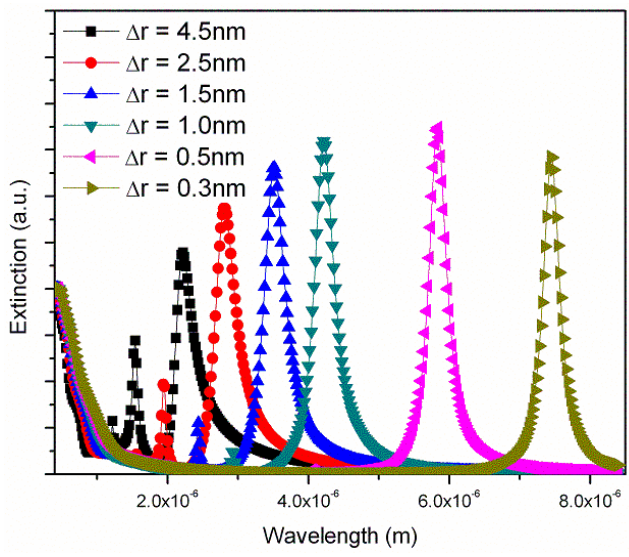 Δr = 4.5nm
Δr = 2.5nm
Δr = 1.5nm
Δr = 1.0nm
Δr = 0.5nm
Δr = 0.3nm
Extinction (a.u.)
2.0x10⁻⁶ 4.0x10⁻⁶ 6.0x10⁻⁶ 8.0x10⁻⁶
Wavelength (m)